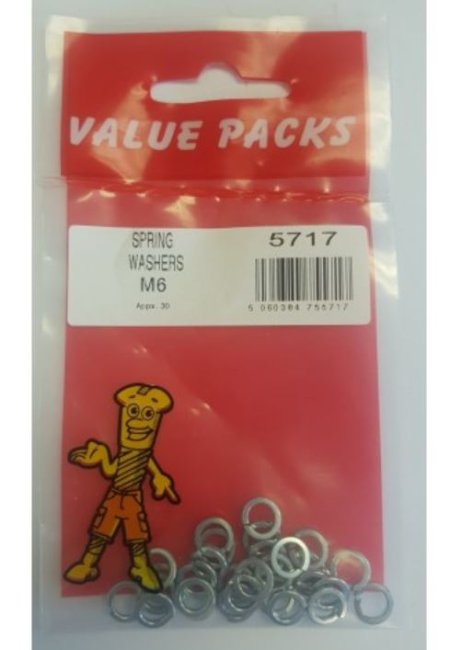 VALUE PACKS
SPRING
WASHERS
M6
Appx. 30
5717
5 060384 755717